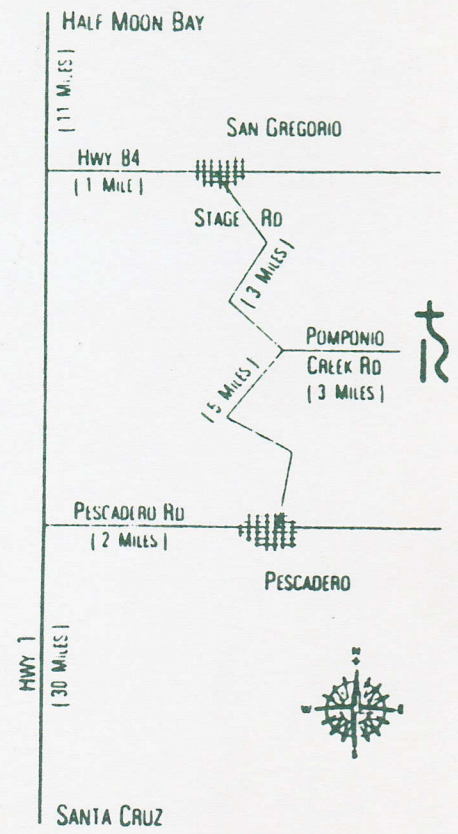 HALF MOON BAY
(11 MILES)
SAN GREGORIO
HWY 84
(1 MILE)
STAGE RD
(3 MILES)
POMPONIO
CREEK RD
(3 MILES)
(5 MILES)
PESCADERO RD
(2 MILES)
PESCADERO
HWY 1
(30 MILES)
N
W
E
S
SANTA CRUZ